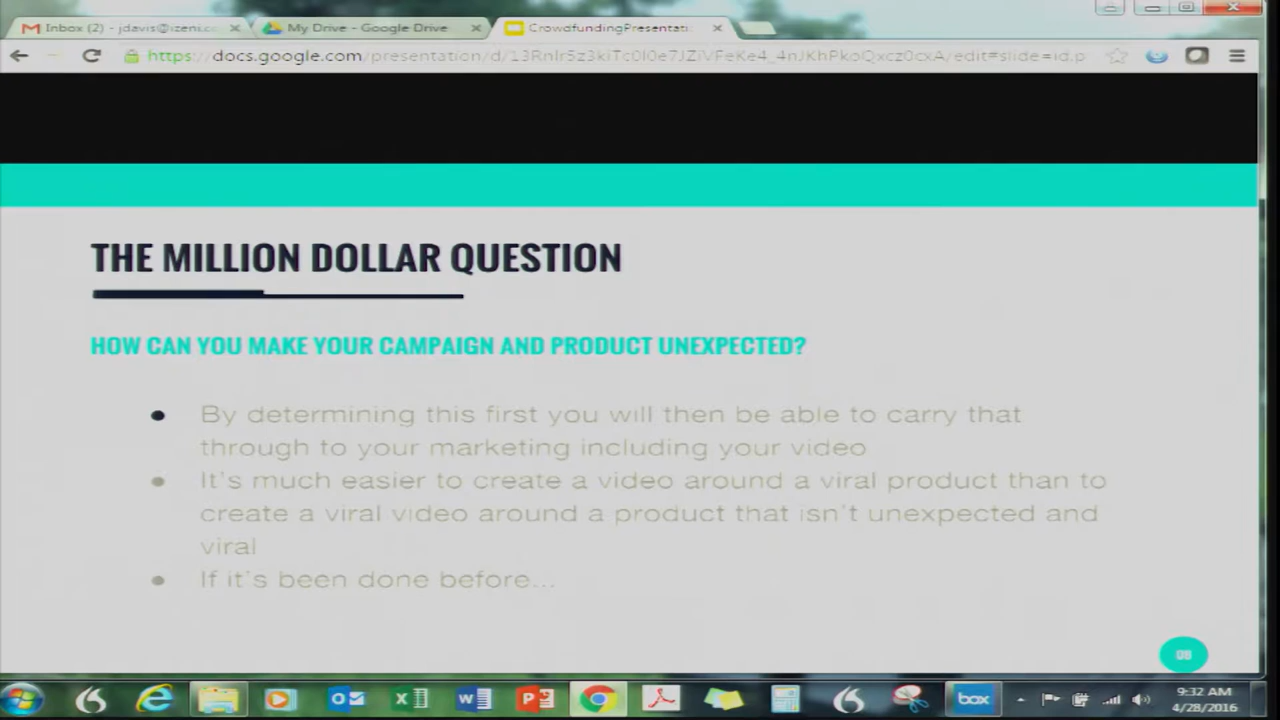 Inbox (2) - jdavis@izeni.c
My Drive - Google Drive
CrowdfundingPresentati
https://docs.google.com/presentation/d/
THE MILLION DOLLAR QUESTION
HOW CAN YOU MAKE YOUR CAMPAIGN AND PRODUCT UNEXPECTED?
By determining this first you will then be able to carry that
through to your marketing including your video
It's much easier to create a video around a viral product than to
create a viral video around a product that isn't unexpected and
viral
If it's been done before...
08
box
9:32 AM
4/28/2016